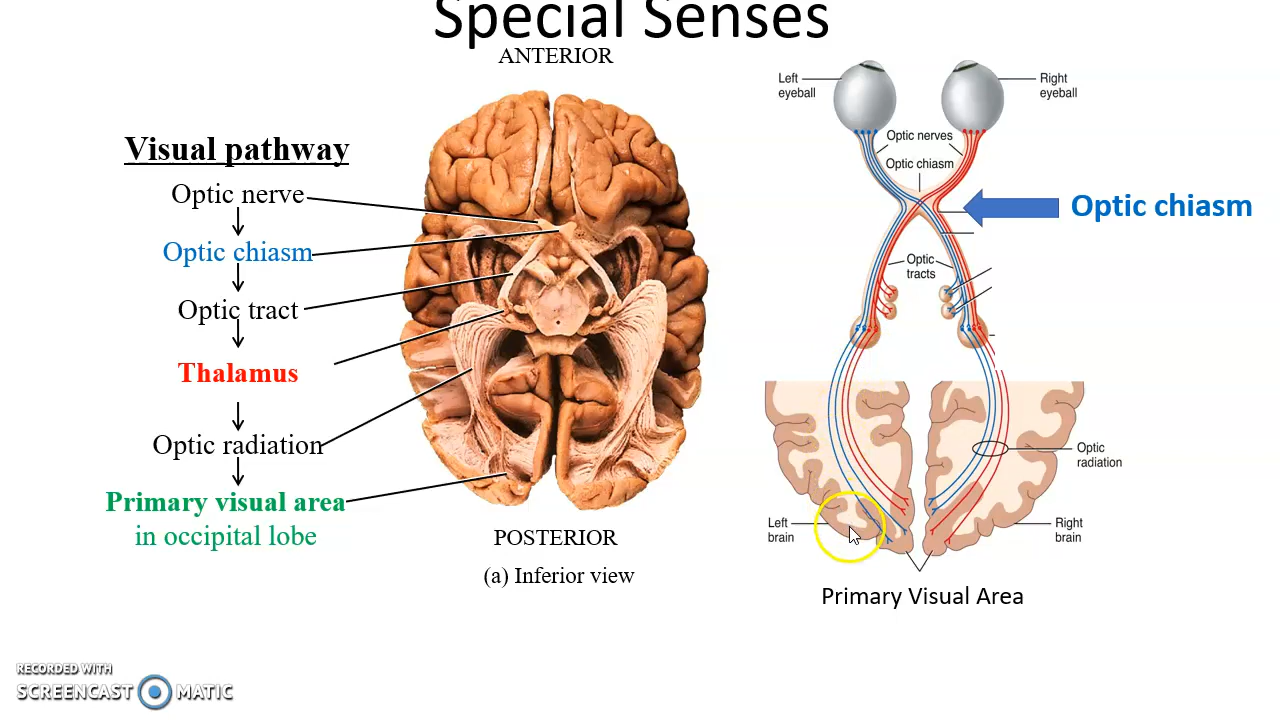 Special Senses
ANTERIOR
Visual pathway
Optic nerve
Optic chiasm
Optic tract
Thalamus
Optic radiation
Primary visual area
in occipital lobe
POSTERIOR
(a) Inferior view
Left
eyeball
Right
eyeball
Optic nerves
Optic chiasm
Optic chiasm
Optic
tracts
Optic
radiation
Left
brain
Right
brain
Primary Visual Area
RECORDED WITH
SCREENCAST MATIC